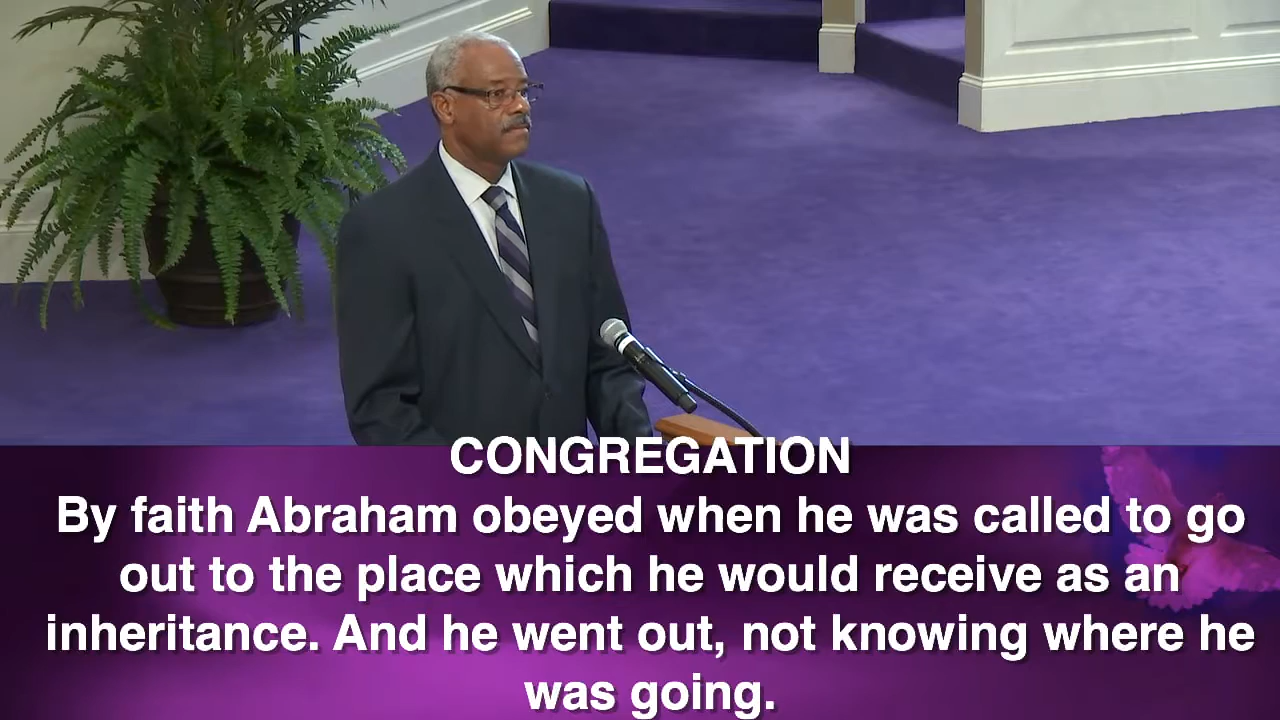 CONGREGATION
By faith Abraham obeyed when he was called to go
out to the place which he would receive as an
inheritance. And he went out, not knowing where he
was going.